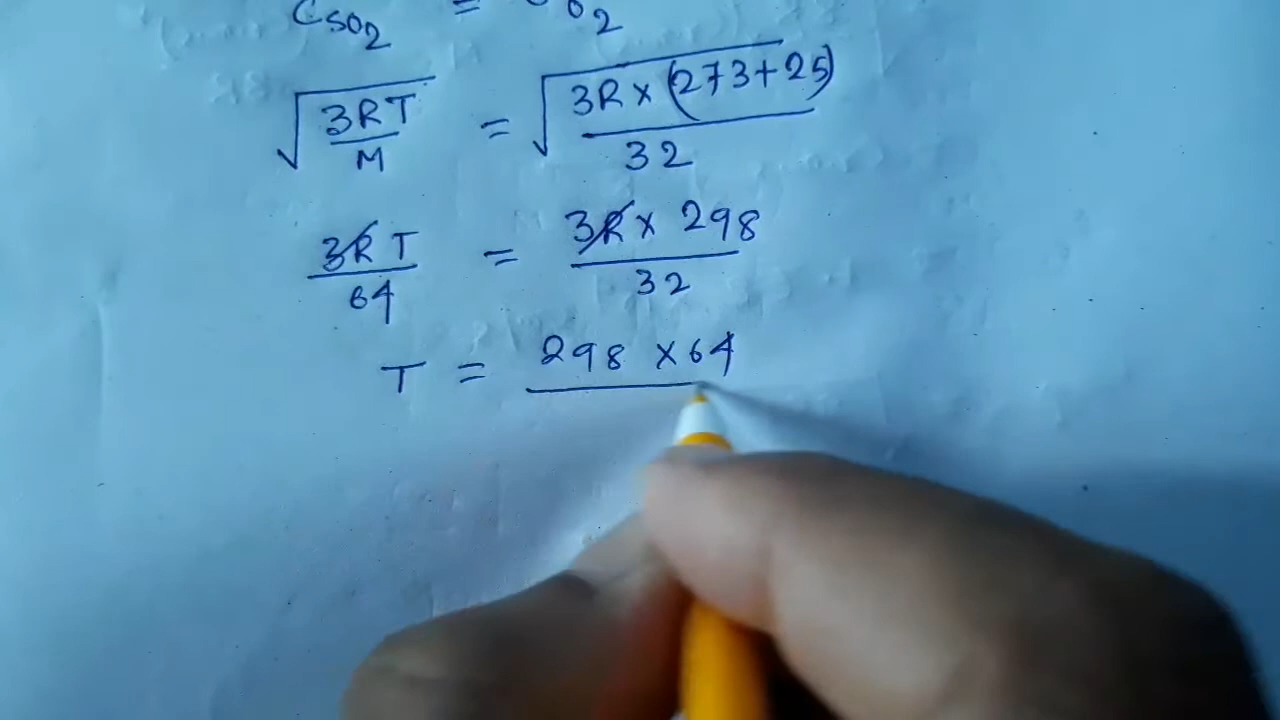 C_SO₂ = C_O₂
√(3RT/M) = √(3R × (273+25)/32)
3RT/64 = 3R × 298/32
T = 298 × 64